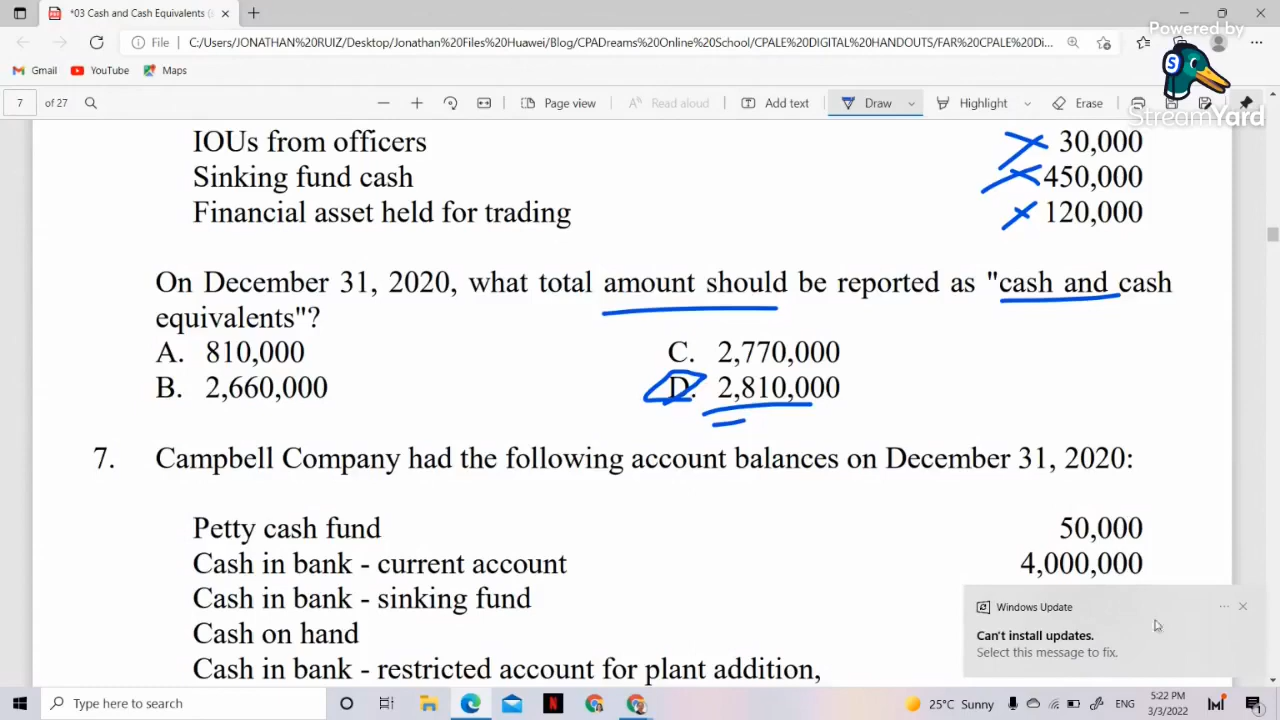 *03 Cash and Cash Equivalents (
Powered by
File
C:/Users/JONATHAN%20RUIZ/Desktop/Jonathan%20Files%20Huawei/Blog/CPADreams%20Online%20School/CPALE%20DIGITAL%20HANDOUTS/FAR%20CPALE%20Di...
Gmail YouTube Maps
7 of 27 Page view Read aloud Add text Draw Highlight Erase
StreamYard
IOUs from officers 30,000
Sinking fund cash 450,000
Financial asset held for trading 120,000
On December 31, 2020, what total amount should be reported as "cash and cash
equivalents"?
A. 810,000 C. 2,770,000
B. 2,660,000 D. 2,810,000
7. Campbell Company had the following account balances on December 31, 2020:
Petty cash fund 50,000
Cash in bank - current account 4,000,000
Cash in bank - sinking fund
Cash on hand
Cash in bank - restricted account for plant addition,
Windows Update
Can't install updates.
Select this message to fix.
Type here to search
25°C Sunny
ENG
5:22 PM
3/3/2022